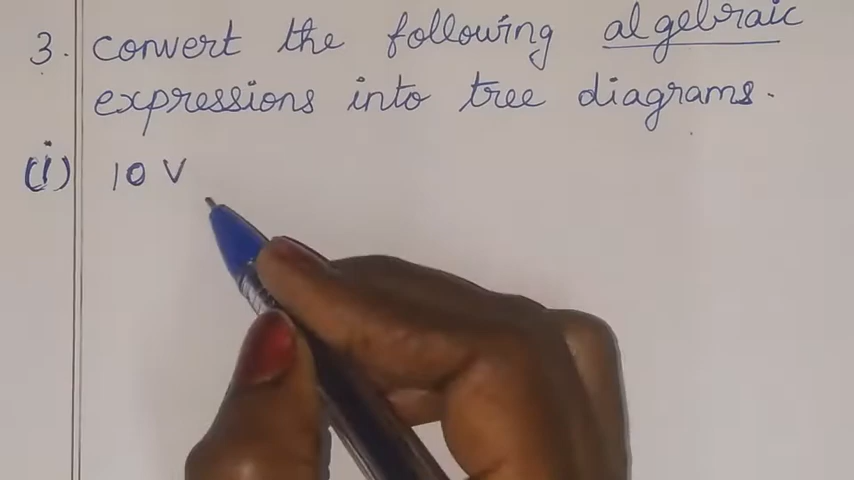 3. Convert the following algebraic
expressions into tree diagrams.
(i) 10 V